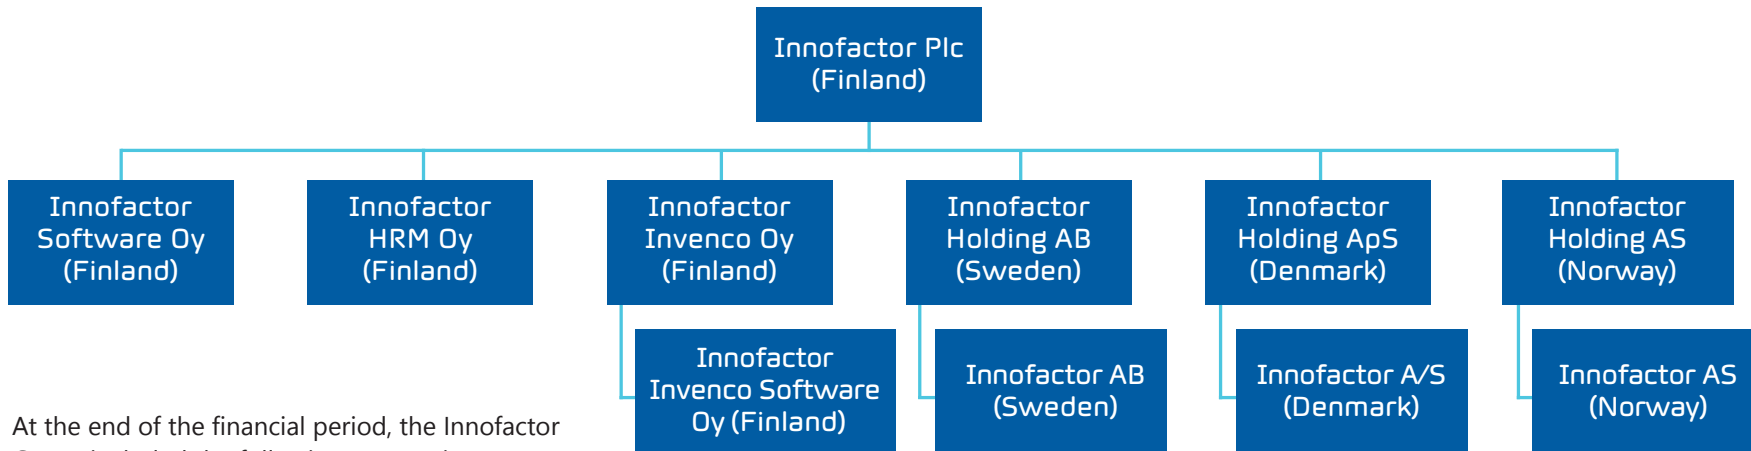 Innofactor Plc
(Finland)
Innofactor
Software Oy
(Finland)
Innofactor
HRM Oy
(Finland)
Innofactor
Invenco Oy
(Finland)
Innofactor
Holding AB
(Sweden)
Innofactor
Holding ApS
(Denmark)
Innofactor
Holding AS
(Norway)
Innofactor
Invenco Software
Oy (Finland)
Innofactor AB
(Sweden)
Innofactor A/S
(Denmark)
Innofactor AS
(Norway)
At the end of the financial period, the Innofactor